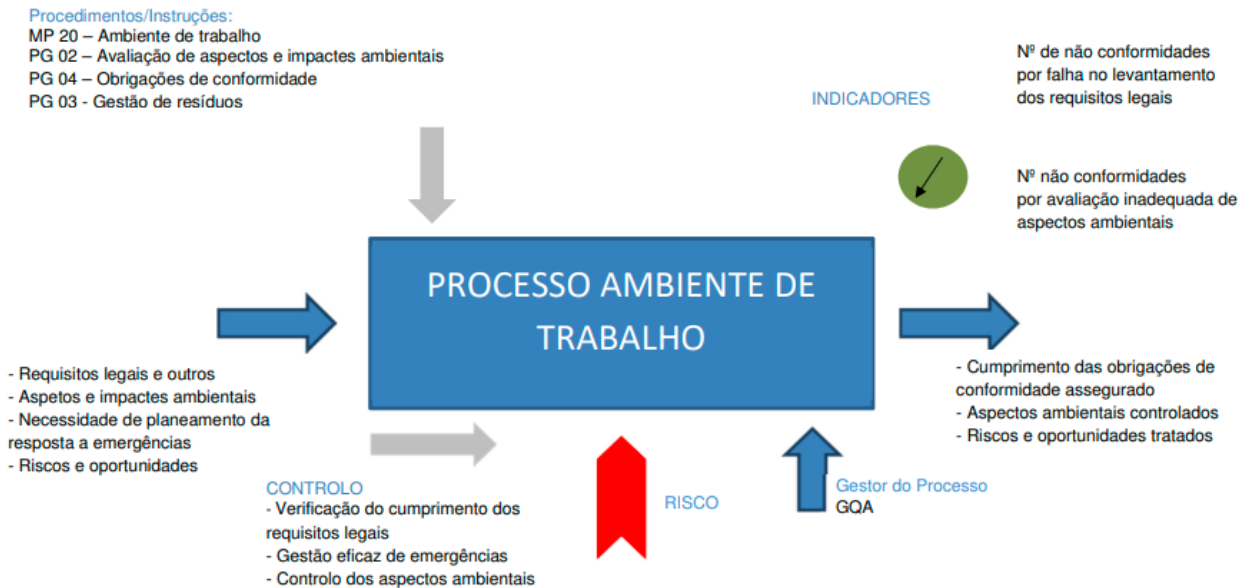 Procedimentos/Instruções:
MP 20 – Ambiente de trabalho
PG 02 – Avaliação de aspectos e impactes ambientais
PG 04 – Obrigações de conformidade
PG 03 - Gestão de resíduos
INDICADORES
Nº de não conformidades
por falha no levantamento
dos requisitos legais
Nº não conformidades
por avaliação inadequada de
aspectos ambientais
PROCESSO AMBIENTE DE
TRABALHO
- Requisitos legais e outros
- Aspetos e impactes ambientais
- Necessidade de planeamento da
resposta a emergências
- Riscos e oportunidades
- Cumprimento das obrigações de
conformidade assegurado
- Aspectos ambientais controlados
- Riscos e oportunidades tratados
CONTROLO
- Verificação do cumprimento dos
requisitos legais
- Gestão eficaz de emergências
- Controlo dos aspectos ambientais
RISCO
Gestor do Processo
GQA